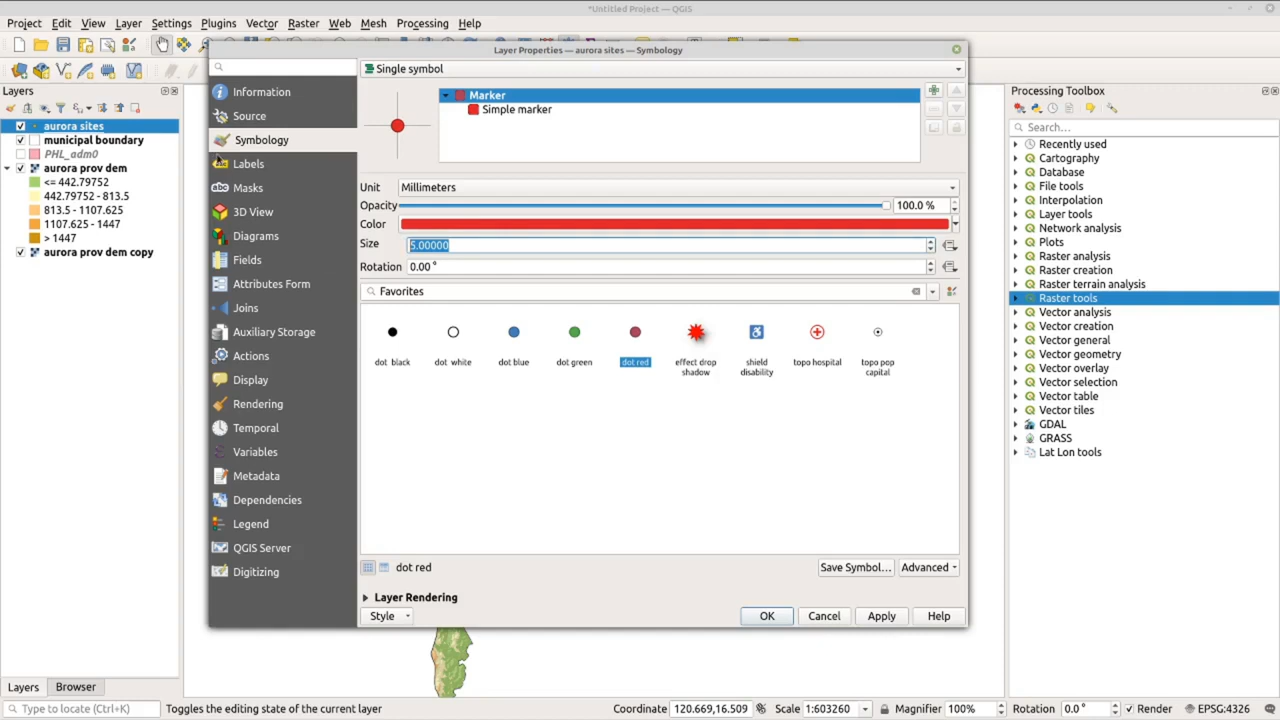 *Untitled Project — QGIS
Project Edit View Layer Settings Plugins Vector Raster Web Mesh Processing Help
Layer Properties — aurora sites — Symbology
Layers
aurora sites
municipal boundary
PHL_adm0
aurora prov dem
<= 442.79752
442.79752 - 813.5
813.5 - 1107.625
1107.625 - 1447
> 1447
aurora prov dem copy
Information
Source
Symbology
Labels
abc Masks
3D View
Diagrams
Fields
Attributes Form
Joins
Auxiliary Storage
Actions
Display
Rendering
Temporal
Variables
Metadata
Dependencies
Legend
QGIS Server
Digitizing
Single symbol
Marker
Simple marker
Unit Millimeters
Opacity 100.0 %
Color
Size 5.00000
Rotation 0.00 °
Favorites
dot black
dot white
dot blue
dot green
dot red
effect drop
shadow
shield
disability
topo hospital
topo pop
capital
dot red
Save Symbol... Advanced
Layer Rendering
Style OK Cancel Apply Help
Processing Toolbox
Search...
Recently used
Cartography
Database
File tools
Interpolation
Layer tools
Network analysis
Plots
Raster analysis
Raster creation
Raster terrain analysis
Raster tools
Vector analysis
Vector creation
Vector general
Vector geometry
Vector overlay
Vector selection
Vector table
Vector tiles
GDAL
GRASS
Lat Lon tools
Layers Browser
Type to locate (Ctrl+K) Toggles the editing state of the current layer Coordinate 120.669,16.509 Scale 1:603260 Magnifier 100% Rotation 0.0 ° Render EPSG:4326